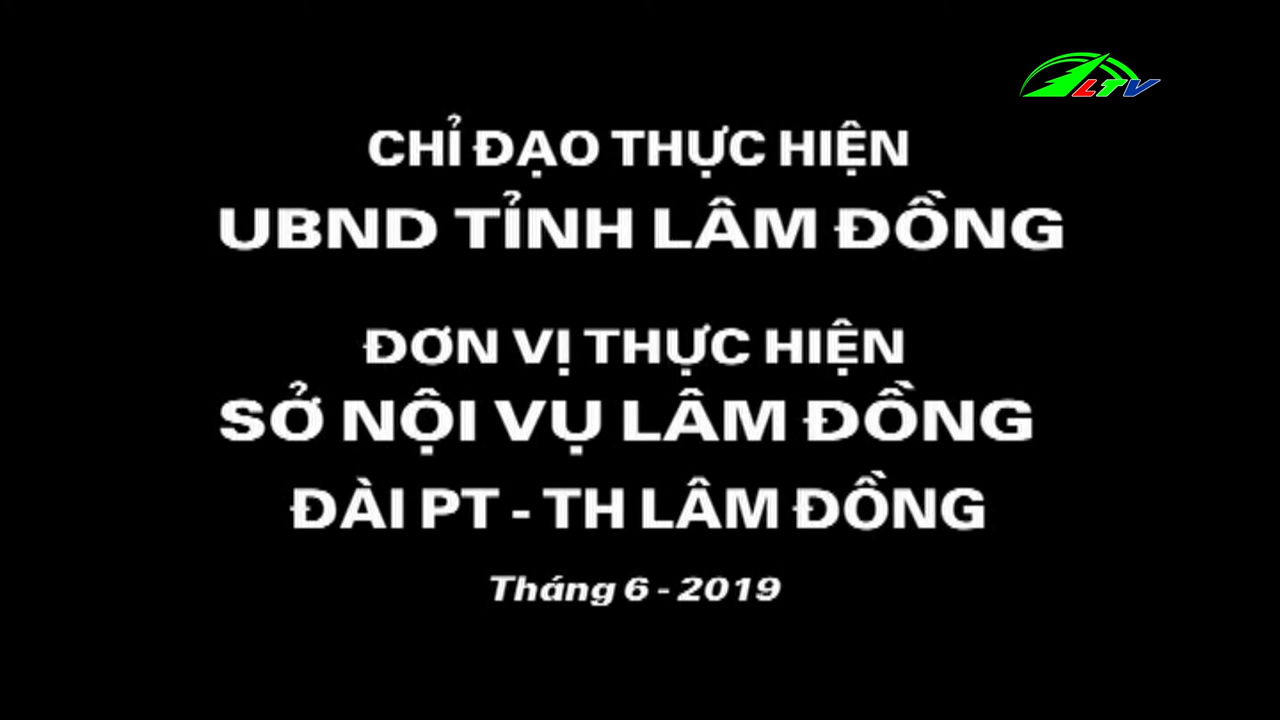 LTV
CHỈ ĐẠO THỰC HIỆN
UBND TỈNH LÂM ĐỒNG
ĐƠN VỊ THỰC HIỆN
SỞ NỘI VỤ LÂM ĐỒNG
ĐÀI PT - TH LÂM ĐỒNG
Tháng 6 - 2019